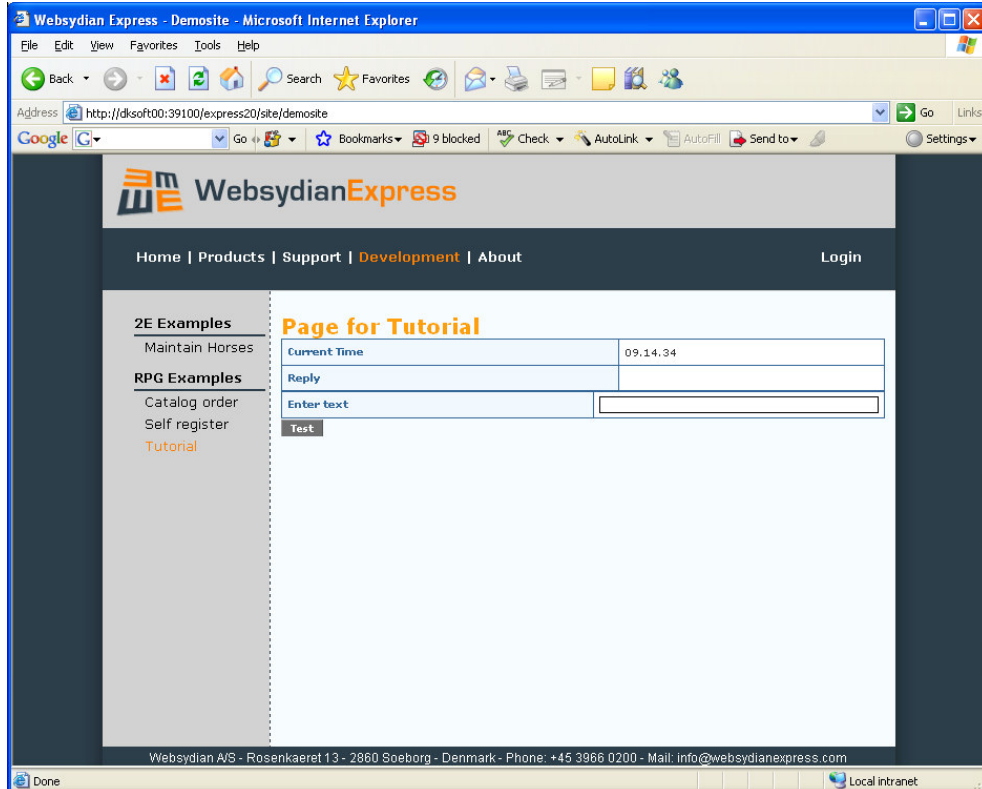 Websydian Express - Demosite - Microsoft Internet Explorer
File Edit View Favorites Tools Help
Back Search Favorites
Address http://dksoft00:39100/express20/site/demosite Go Links
Google G Go Bookmarks 9 blocked ABC Check AutoLink AutoFill Send to Settings
WebsydianExpress
Home | Products | Support | Development | About Login
2E Examples
Maintain Horses
RPG Examples
Catalog order
Self register
Tutorial
Page for Tutorial
Current Time 09.14.34
Reply
Enter text
Test
Websydian A/S - Rosenkaeret 13 - 2860 Soeborg - Denmark - Phone: +45 3966 0200 - Mail: info@websydianexpress.com
Done Local intranet